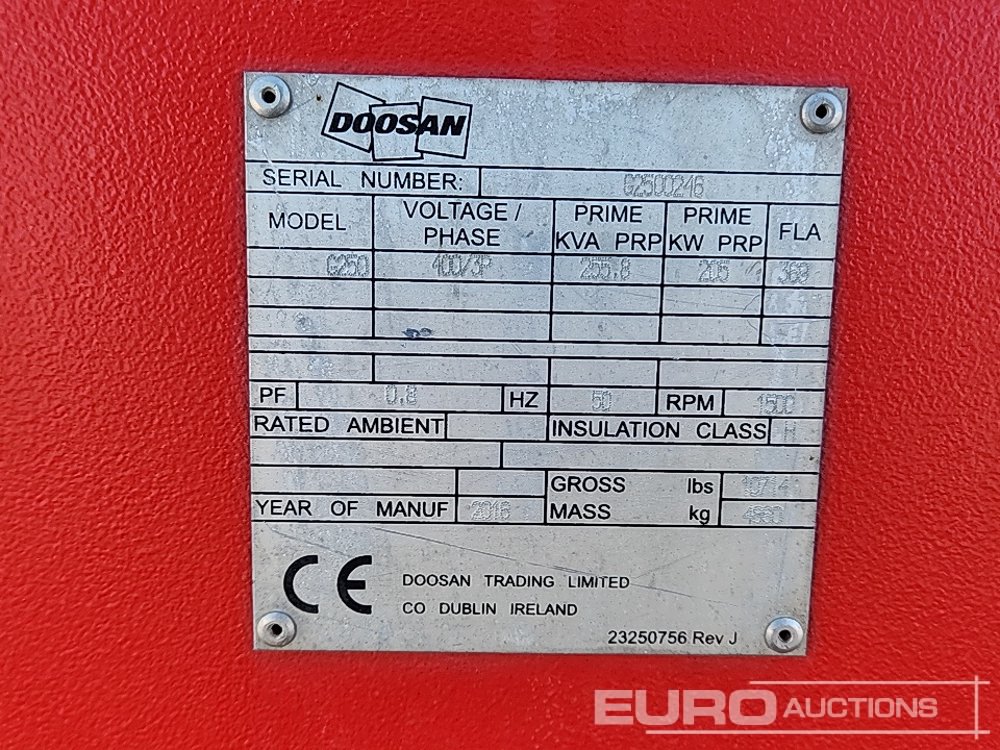 DOOSAN
SERIAL NUMBER: G2500246
MODEL VOLTAGE / PHASE PRIME KVA PRP PRIME KW PRP FLA
G250 400/3P 255.8 205 369
PF 0.8 HZ 50 RPM 1500
RATED AMBIENT INSULATION CLASS H
GROSS lbs
YEAR OF MANUF 2016 MASS kg
CE
DOOSAN TRADING LIMITED
CO DUBLIN IRELAND
23250756 Rev J
EURO AUCTIONS